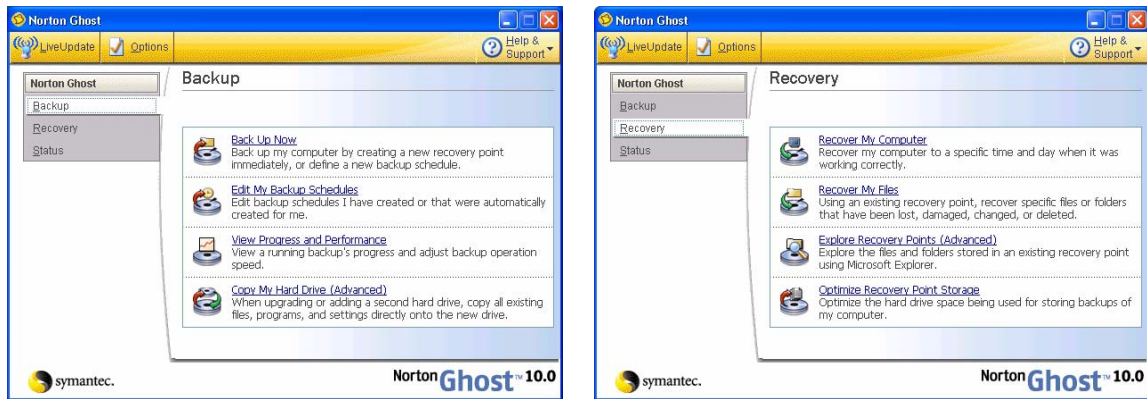 Norton Ghost
LiveUpdate
Options
Help &
Support
Norton Ghost
Backup
Recovery
Status
Backup
Back Up Now
Back up my computer by creating a new recovery point
immediately, or define a new backup schedule.
Edit My Backup Schedules
Edit backup schedules I have created or that were automatically
created for me.
View Progress and Performance
View a running backup's progress and adjust backup operation
speed.
Copy My Hard Drive (Advanced)
When upgrading or adding a second hard drive, copy all existing
files, programs, and settings directly onto the new drive.
symantec.
Norton Ghost™ 10.0
Norton Ghost
LiveUpdate
Options
Help &
Support
Norton Ghost
Backup
Recovery
Status
Recovery
Recover My Computer
Recover my computer to a specific time and day when it was
working correctly.
Recover My Files
Using an existing recovery point, recover specific files or folders
that have been lost, damaged, changed, or deleted.
Explore Recovery Points (Advanced)
Explore the files and folders stored in an existing recovery point
using Microsoft Explorer.
Optimize Recovery Point Storage
Optimize the hard drive space being used for storing backups of
my computer.
symantec.
Norton Ghost™ 10.0